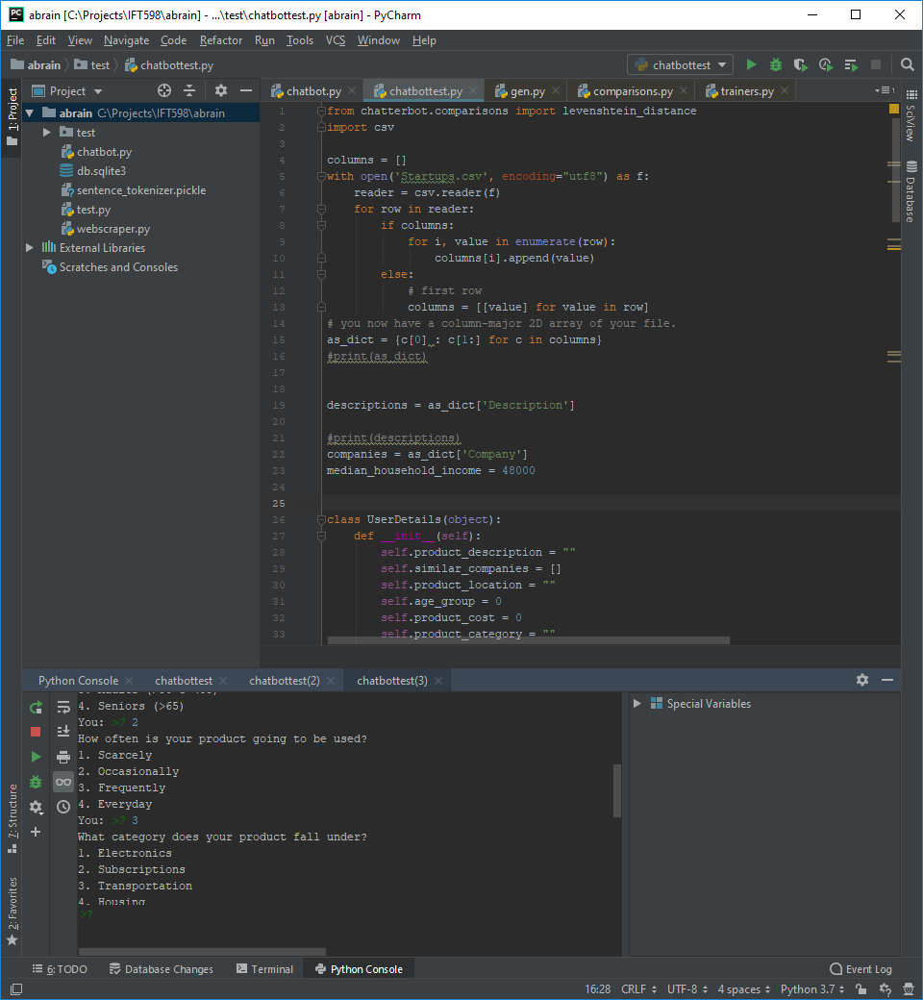 abrain [C:\Projects\IFT598\abrain] - ...\test\chatbottest.py [abrain] - PyCharm
File Edit View Navigate Code Refactor Run Tools VCS Window Help
abrain test chatbottest.py chatbottest
1: Project
Project
abrain C:\Projects\IFT598\abrain
test
chatbot.py
db.sqlite3
sentence_tokenizer.pickle
test.py
webscraper.py
External Libraries
Scratches and Consoles
chatbot.py chatbottest.py gen.py comparisons.py trainers.py
1 from chatterbot.comparisons import levenshtein_distance
2 import csv
3
4 columns = []
5 with open('Startups.csv', encoding="utf8") as f:
6 reader = csv.reader(f)
7 for row in reader:
8 if columns:
9 for i, value in enumerate(row):
10 columns[i].append(value)
11 else:
12 # first row
13 columns = [[value] for value in row]
14 # you now have a column-major 2D array of your file.
15 as_dict = {c[0] : c[1:] for c in columns}
16 #print(as_dict)
17
18
19 descriptions = as_dict['Description']
20
21 #print(descriptions)
22 companies = as_dict['Company']
23 median_household_income = 48000
24
25
26 class UserDetails(object):
27 def __init__(self):
28 self.product_description = ""
29 self.similar_companies = []
30 self.product_location = ""
31 self.age_group = 0
32 self.product_cost = 0
33 self.product_category = ""
SciView
Database
Python Console chatbottest chatbottest(2) chatbottest(3)
4. Seniors (>65)
You: >? 2
How often is your product going to be used?
1. Scarcely
2. Occasionally
3. Frequently
4. Everyday
You: >? 3
What category does your product fall under?
1. Electronics
2. Subscriptions
3. Transportation
4. Housing
>?
Special Variables
7: Structure
2: Favorites
6: TODO Database Changes Terminal Python Console Event Log
16:28 CRLF UTF-8 4 spaces Python 3.7